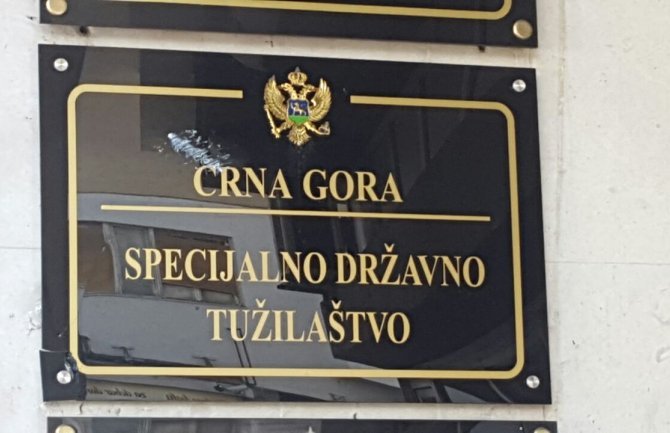 CRNA GORA
SPECIJALNO DRŽAVNO
TUŽILAŠTVO